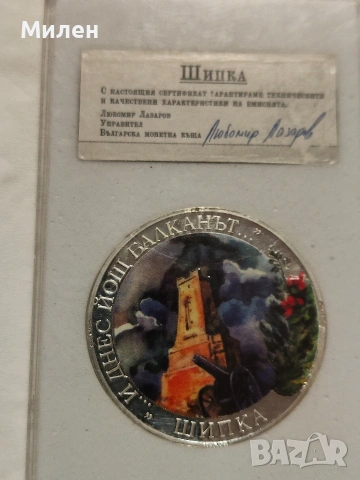 Милен
Шипка
С настоящия сертификат гарантираме техническите
и качествени характеристики на емисията.
Любомир Лазаров
Управител
Българска монетна къща Любомир Лазаров
„...И ДНЕС ЙОЩ БАЛКАНЪТ...”
ШИПКА
BAZAR